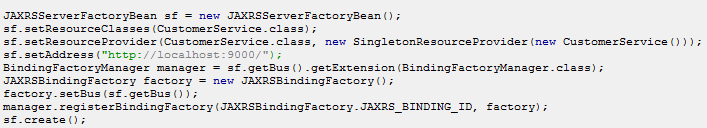 JAXRSServerFactoryBean sf = new JAXRSServerFactoryBean();
sf.setResourceClasses(CustomerService.class);
sf.setResourceProvider(CustomerService.class, new SingletonResourceProvider(new CustomerService()));
sf.setAddress("http://localhost:9000/");
BindingFactoryManager manager = sf.getBus().getExtension(BindingFactoryManager.class);
JAXRSBindingFactory factory = new JAXRSBindingFactory();
factory.setBus(sf.getBus());
manager.registerBindingFactory(JAXRSBindingFactory.JAXRS_BINDING_ID, factory);
sf.create();